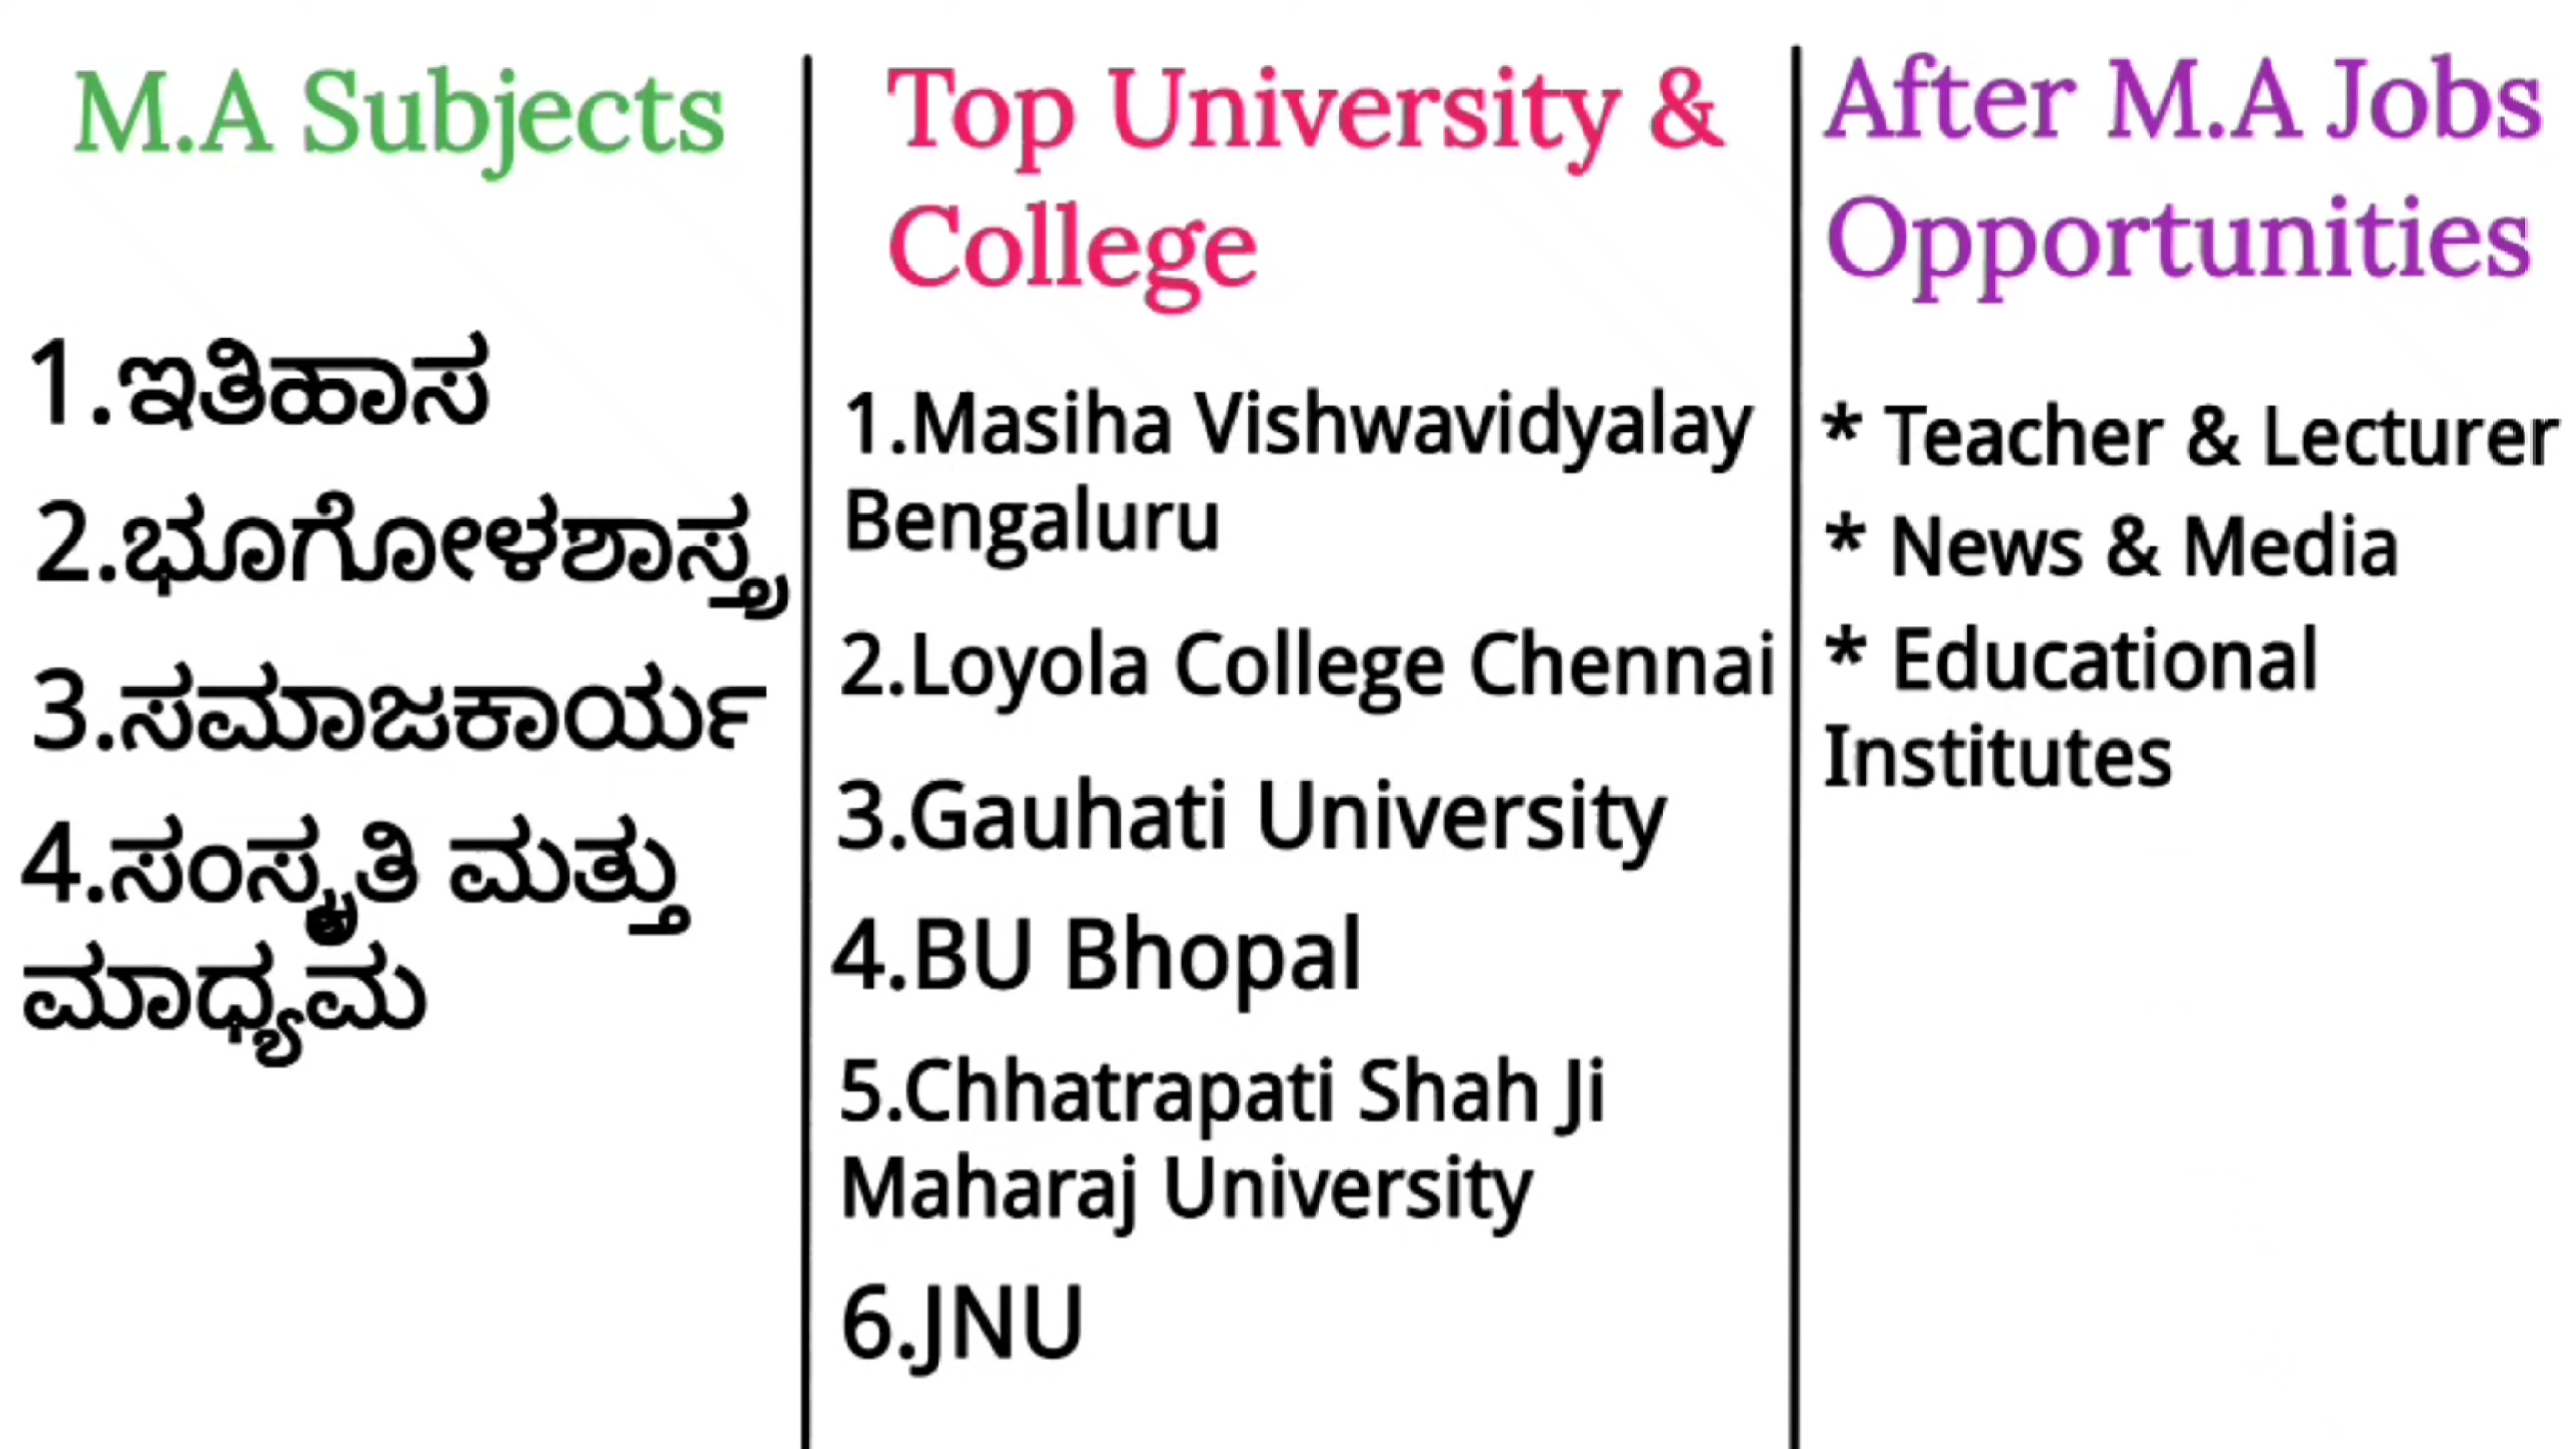 M.A Subjects
1.ಇತಿಹಾಸ
2.ಭೂಗೋಳಶಾಸ್ತ್ರ
3.ಸಮಾಜಕಾರ್ಯ
4.ಸಂಸ್ಕೃತಿ ಮತ್ತು
ಮಾಧ್ಯಮ
Top University &
College
1.Masiha Vishwavidyalay
Bengaluru
2.Loyola College Chennai
3.Gauhati University
4.BU Bhopal
5.Chhatrapati Shah Ji
Maharaj University
6.JNU
After M.A Jobs
Opportunities
* Teacher & Lecturer
* News & Media
* Educational
Institutes